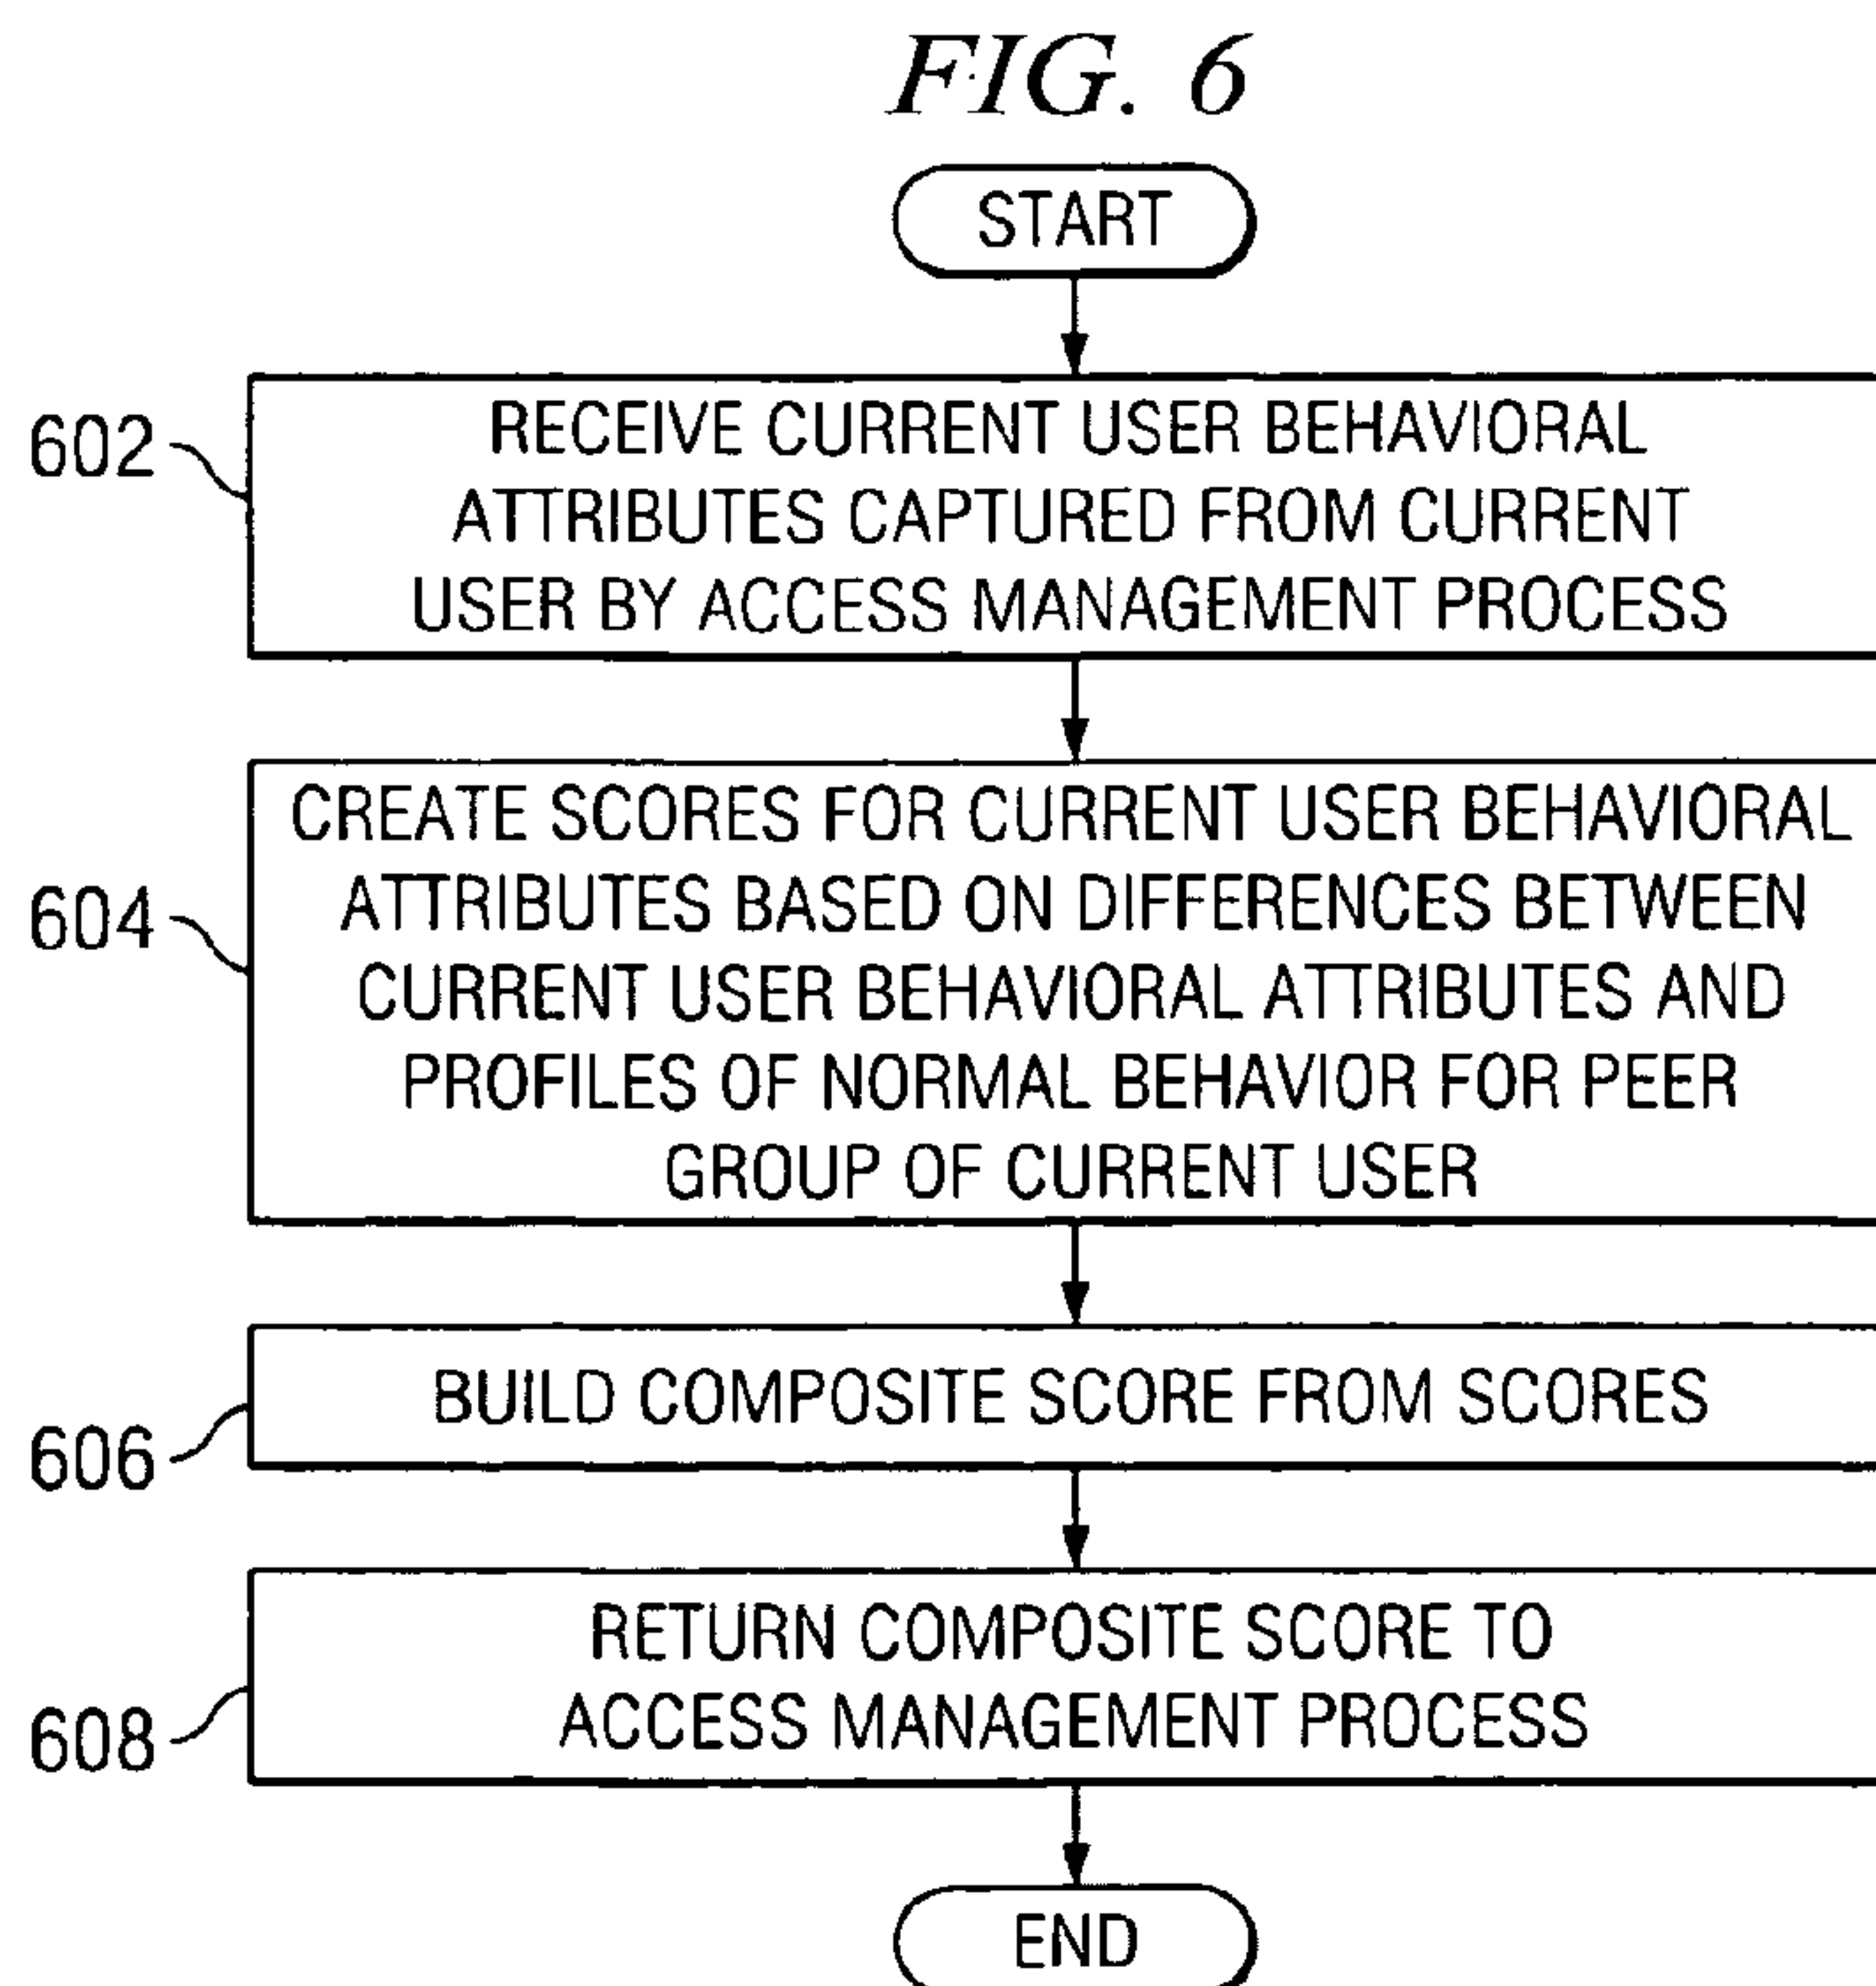 FIG. 6
START
602
RECEIVE CURRENT USER BEHAVIORAL
ATTRIBUTES CAPTURED FROM CURRENT
USER BY ACCESS MANAGEMENT PROCESS
604
CREATE SCORES FOR CURRENT USER BEHAVIORAL
ATTRIBUTES BASED ON DIFFERENCES BETWEEN
CURRENT USER BEHAVIORAL ATTRIBUTES AND
PROFILES OF NORMAL BEHAVIOR FOR PEER
GROUP OF CURRENT USER
606
BUILD COMPOSITE SCORE FROM SCORES
608
RETURN COMPOSITE SCORE TO
ACCESS MANAGEMENT PROCESS
END